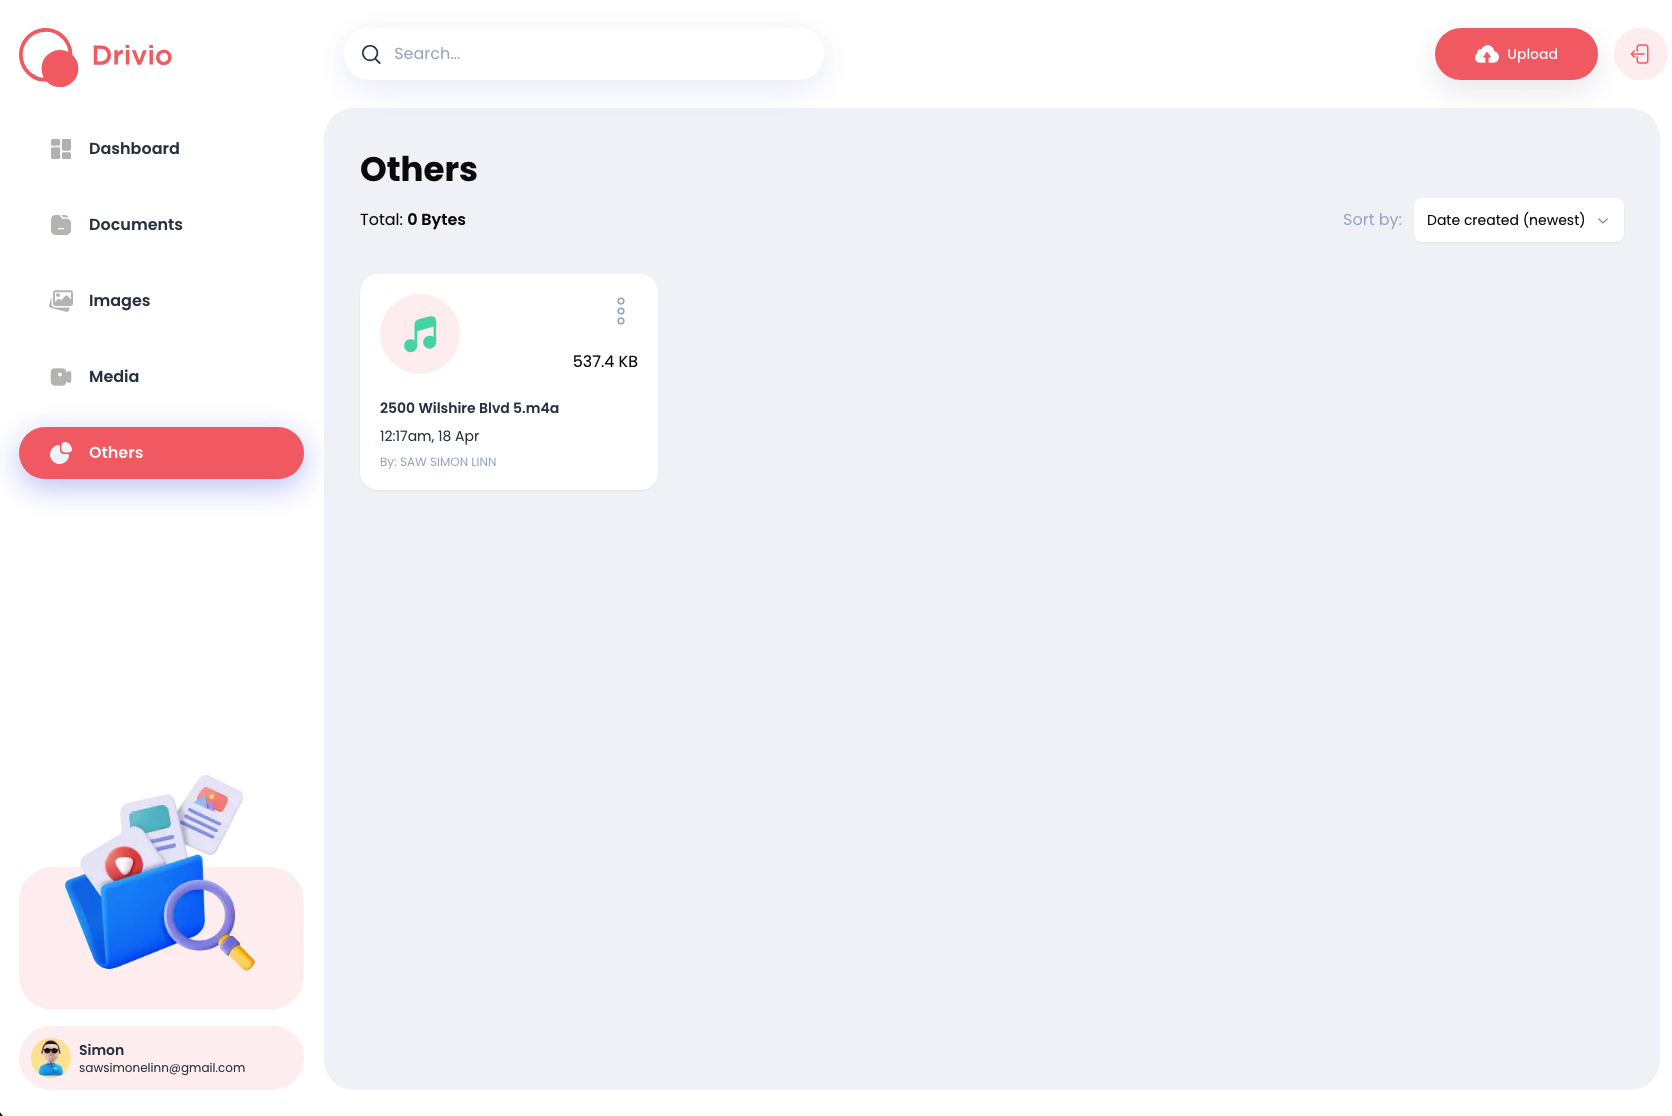 Drivio
Search...
Upload
Dashboard
Documents
Images
Media
Others
Others
Total: 0 Bytes
Sort by:
Date created (newest)
537.4 KB
2500 Wilshire Blvd 5.m4a
12:17am, 18 Apr
By: SAW SIMON LINN
Simon
sawsimonelinn@gmail.com